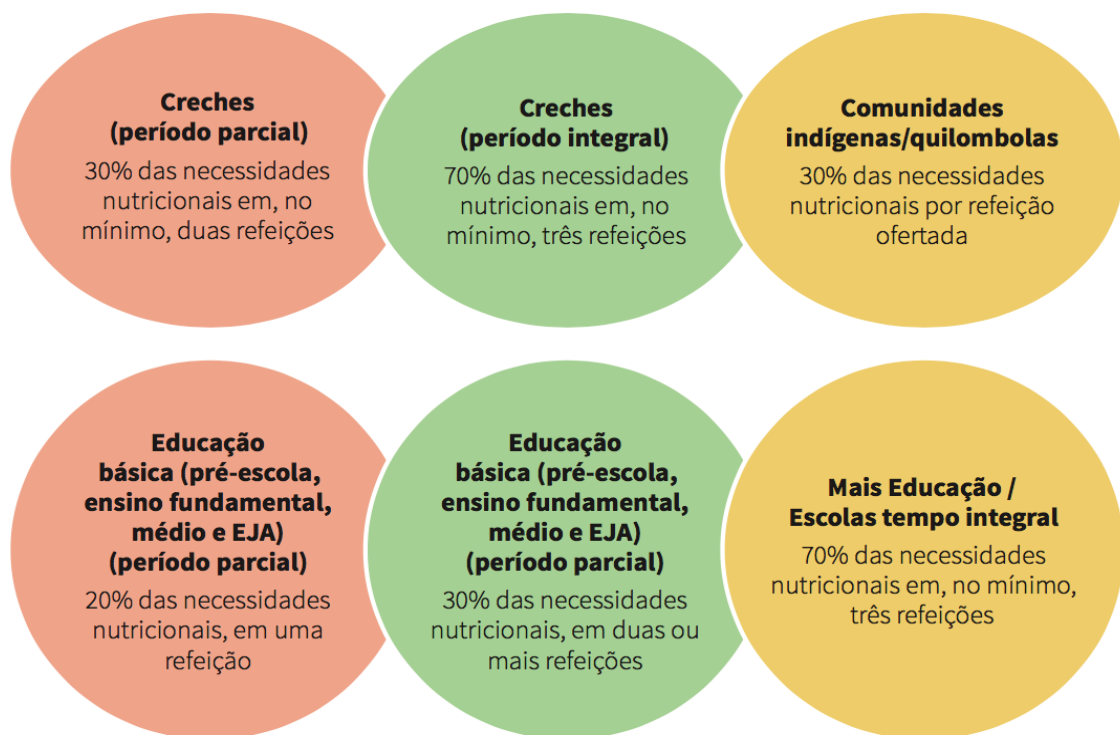 Creches
(período parcial)
30% das necessidades
nutricionais em, no
mínimo, duas refeições
Creches
(período integral)
70% das necessidades
nutricionais em, no
mínimo, três refeições
Comunidades
indígenas/quilombolas
30% das necessidades
nutricionais por refeição
ofertada
Educação
básica (pré-escola,
ensino fundamental,
médio e EJA)
(período parcial)
20% das necessidades
nutricionais, em uma
refeição
Educação
básica (pré-escola,
ensino fundamental,
médio e EJA)
(período parcial)
30% das necessidades
nutricionais, em duas ou
mais refeições
Mais Educação /
Escolas tempo integral
70% das necessidades
nutricionais em, no mínimo,
três refeições